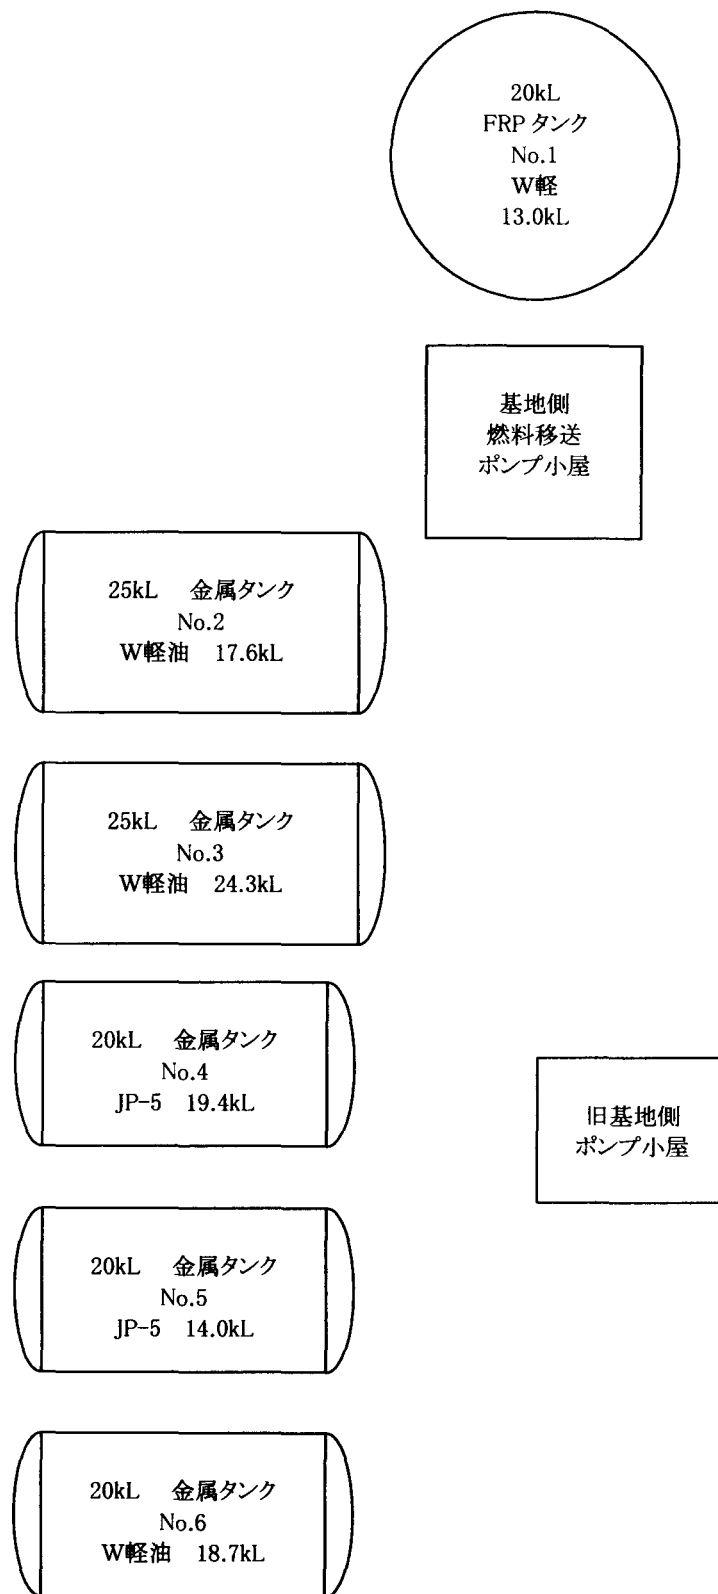 20kL
FRPタンク
No.1
W軽
13.0kL
基地側
燃料移送
ポンプ小屋
25kL 金属タンク
No.2
W軽油 17.6kL
25kL 金属タンク
No.3
W軽油 24.3kL
20kL 金属タンク
No.4
JP-5 19.4kL
旧基地側
ポンプ小屋
20kL 金属タンク
No.5
JP-5 14.0kL
20kL 金属タンク
No.6
W軽油 18.7kL